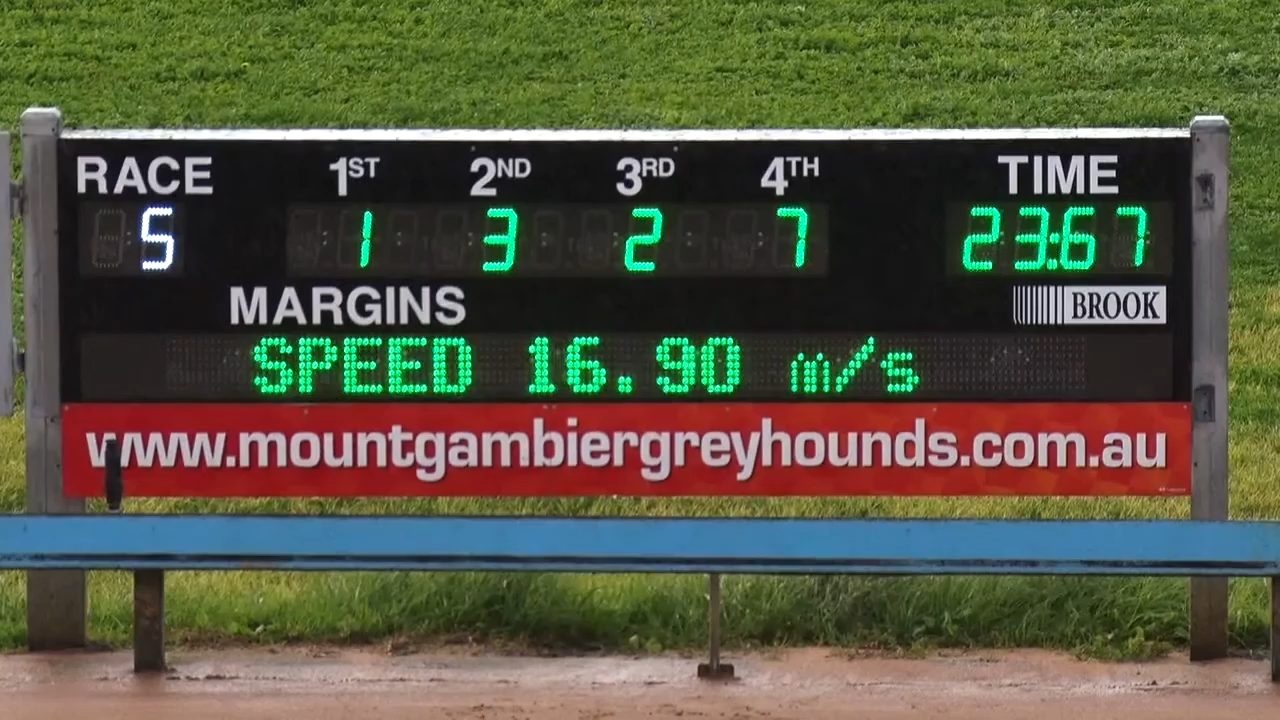 RACE 1ST 2ND 3RD 4TH TIME
5 1 3 2 7 23:67
MARGINS BROOK
SPEED 16.90 m/s
www.mountgambiergreyhounds.com.au